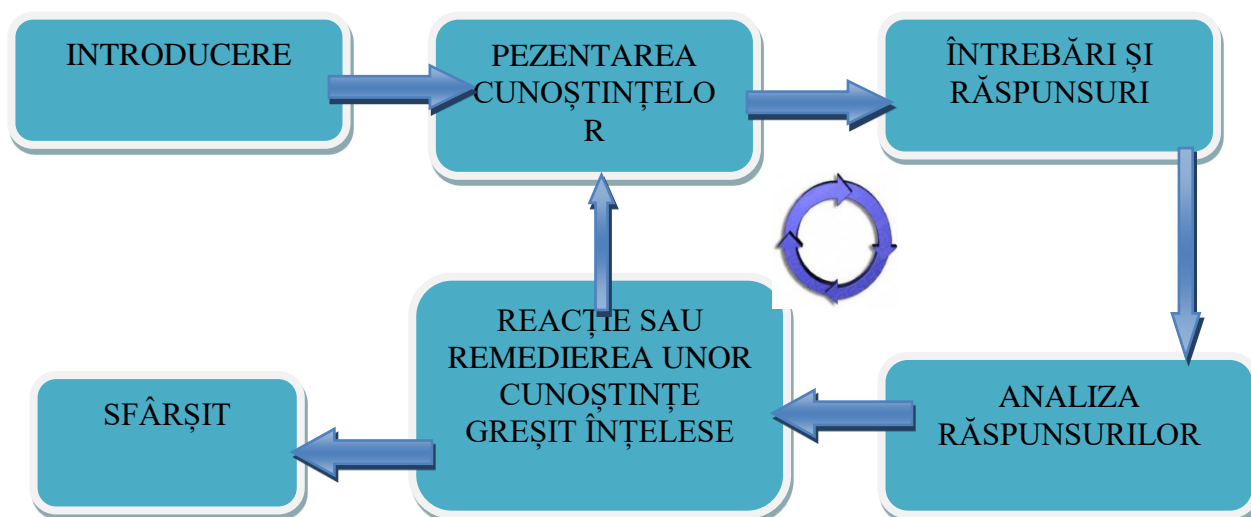 INTRODUCERE
PEZENTAREA
CUNOȘTINȚELO
R
ÎNTREBĂRI ȘI
RĂSPUNSURI
ANALIZA
RĂSPUNSURILOR
REACȚIE SAU
REMEDIEREA UNOR
CUNOȘTINȚE
GREȘIT ÎNȚELESE
SFÂRȘIT